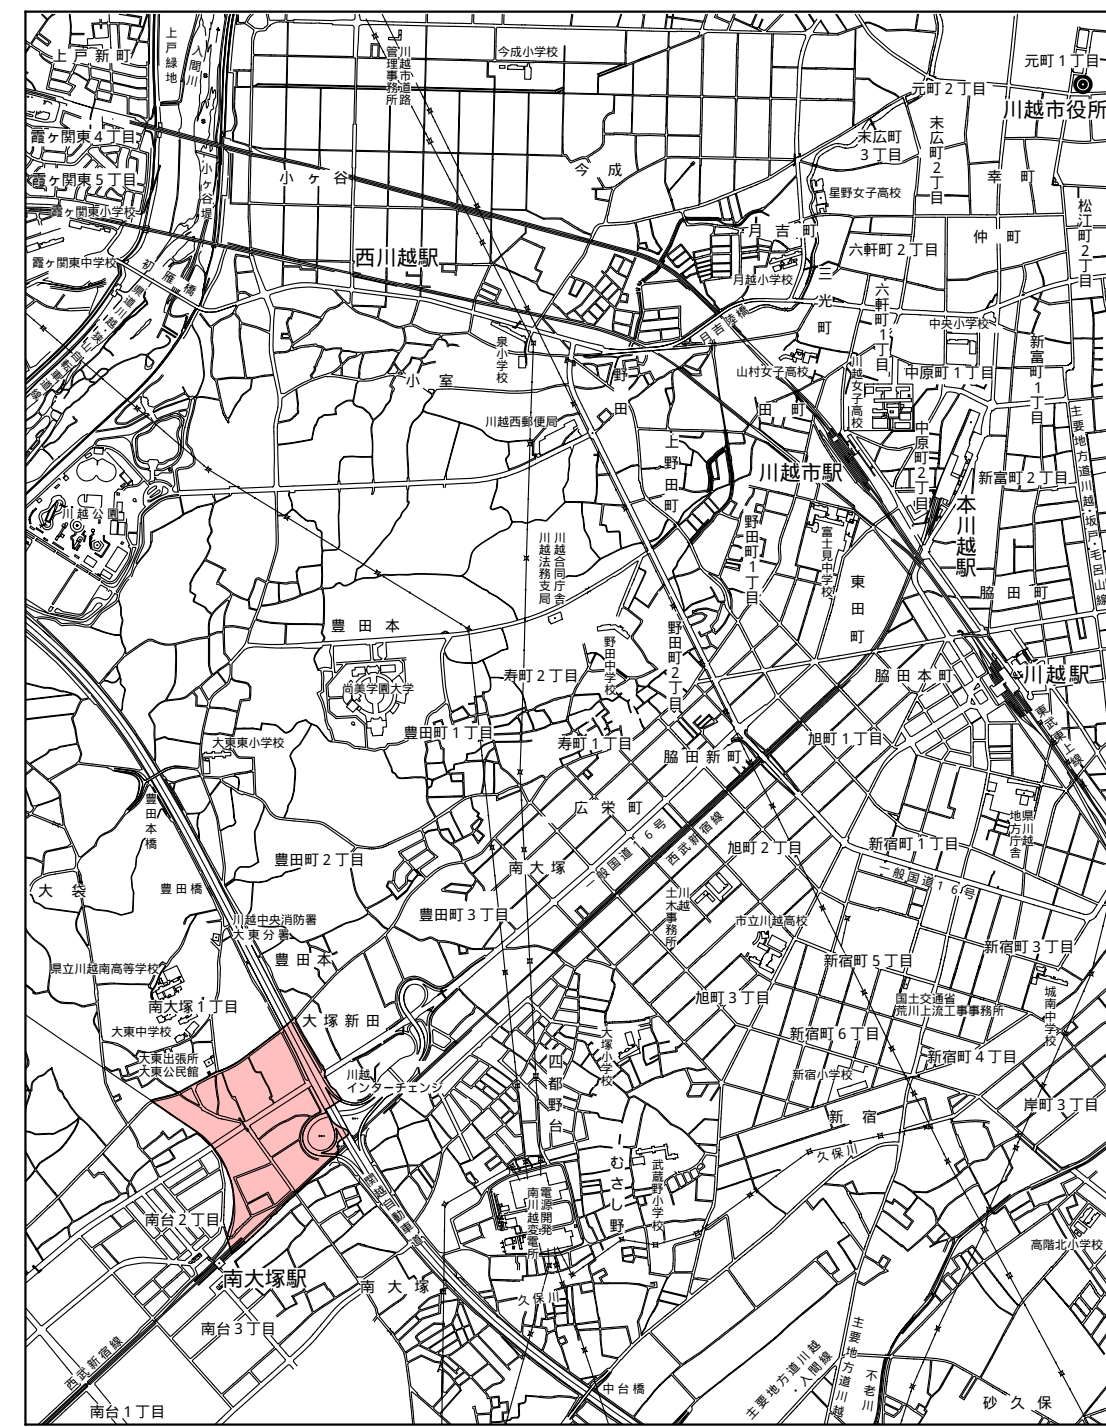 上戸新町
上戸緑地
入間川
川越市道路
管理事務所
今成小学校
元町1丁目
元町2丁目
川越市役所
霞ヶ関東4丁目
霞ヶ関東5丁目
霞ヶ関東小学校
小ヶ谷堤
小ヶ谷
今成
末広町
3丁目
末広町2丁目
幸町
星野女子高校
松江町2丁目
月吉町
六軒町2丁目
仲町
霞ヶ関東中学校
初雁橋
西川越駅
月越小学校
三光町
六軒町1丁目
月吉陸橋
中央小学校
新富町1丁目
泉小学校
小室
野田
山村女子高校
川越女子高校
中原町1丁目
川越西郵便局
田町
上野田町
中原町2丁目
主要地方道川越・坂戸・毛呂山線
川越市駅
新富町2丁目
川越公園
本川越駅
野田町1丁目
富士見中学校
川越合同庁舎
川越法務支局
東田町
脇田町
豊田本
野田中学校
野田町2丁目
尚美学園大学
寿町2丁目
脇田本町
川越駅
豊田町1丁目
東武東上線
大東東小学校
寿町1丁目
脇田新町
旭町1丁目
豊田本橋
広栄町
一般国道16号
西武新宿線
県川越
地方庁舎
豊田町2丁目
南大塚
旭町2丁目
新宿町1丁目
大袋
豊田橋
一般国道16号
川越
土木事務所
豊田町3丁目
川越中央消防署
大東分署
市立川越高校
新宿町3丁目
豊田本
県立川越南高等学校
新宿町5丁目
南大塚1丁目
旭町3丁目
国土交通省
荒川上流工事事務所
城南中学校
大塚新田
大東中学校
大塚小学校
新宿町6丁目
新宿町4丁目
大東出張所
大東公民館
四都野台
川越
インターチェンジ
新宿小学校
岸町3丁目
新宿
久保川
むさし野
武蔵野小学校
関越自動車道
電源開発
南川越変電所
南台2丁目
高階北小学校
南大塚駅
南大塚
久保川
南台3丁目
西武新宿線
主要地方道川越
・入間線
主要地方道川越
不老川
中台橋
砂久保
南台1丁目